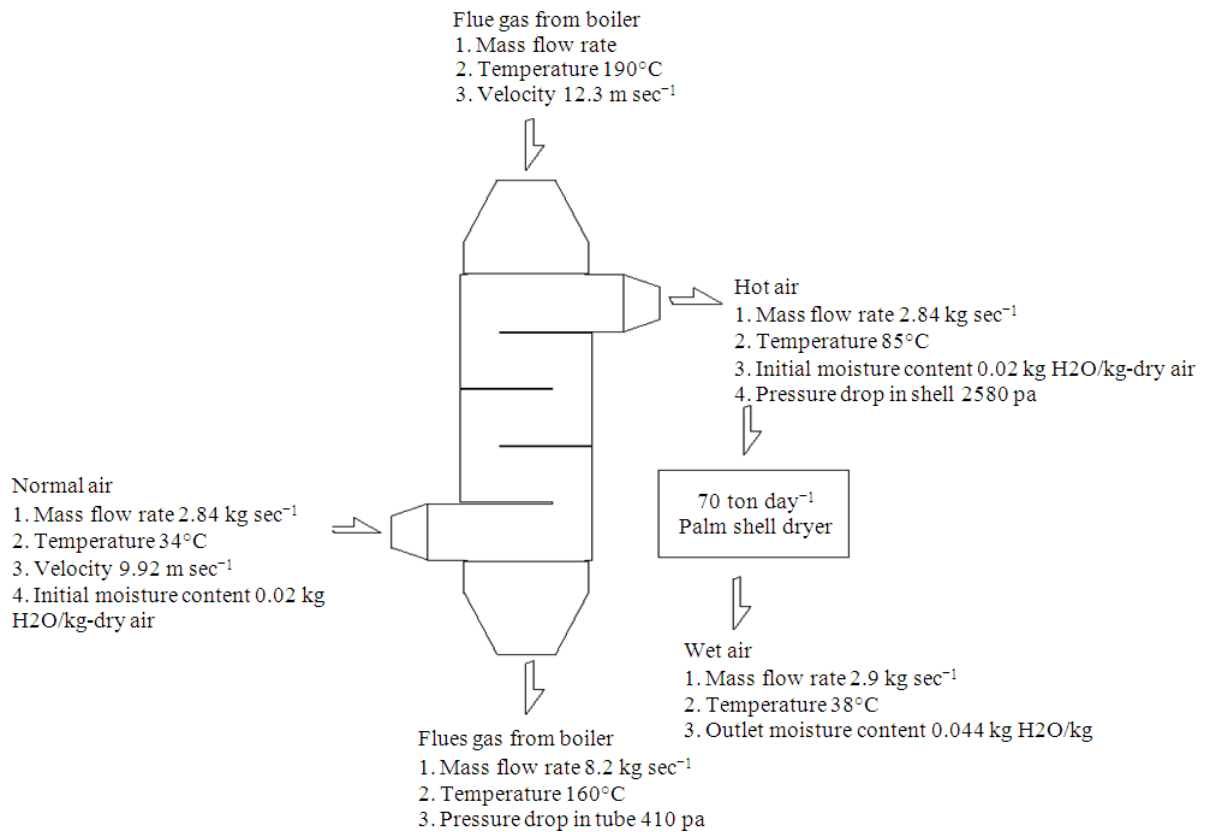 Flue gas from boiler
1. Mass flow rate
2. Temperature 190°C
3. Velocity 12.3 m sec⁻¹
Hot air
1. Mass flow rate 2.84 kg sec⁻¹
2. Temperature 85°C
3. Initial moisture content 0.02 kg H2O/kg-dry air
4. Pressure drop in shell 2580 pa
Normal air
1. Mass flow rate 2.84 kg sec⁻¹
2. Temperature 34°C
3. Velocity 9.92 m sec⁻¹
4. Initial moisture content 0.02 kg
H2O/kg-dry air
70 ton day⁻¹
Palm shell dryer
Wet air
1. Mass flow rate 2.9 kg sec⁻¹
2. Temperature 38°C
3. Outlet moisture content 0.044 kg H2O/kg
Flues gas from boiler
1. Mass flow rate 8.2 kg sec⁻¹
2. Temperature 160°C
3. Pressure drop in tube 410 pa